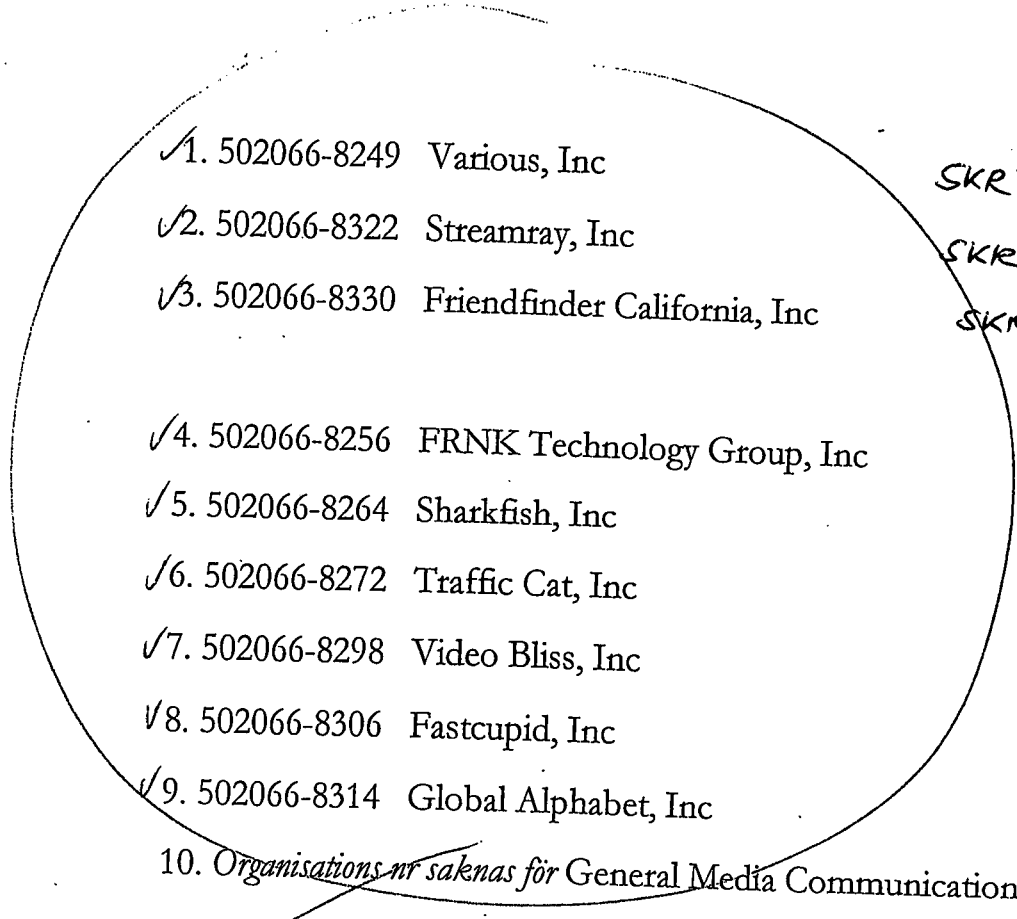 1. 502066-8249 Various, Inc
SKR
2. 502066-8322 Streamray, Inc
SKR
3. 502066-8330 Friendfinder California, Inc
4. 502066-8256 FRNK Technology Group, Inc
5. 502066-8264 Sharkfish, Inc
6. 502066-8272 Traffic Cat, Inc
7. 502066-8298 Video Bliss, Inc
8. 502066-8306 Fastcupid, Inc
9. 502066-8314 Global Alphabet, Inc
10. Organisations nr saknas för General Media Communication